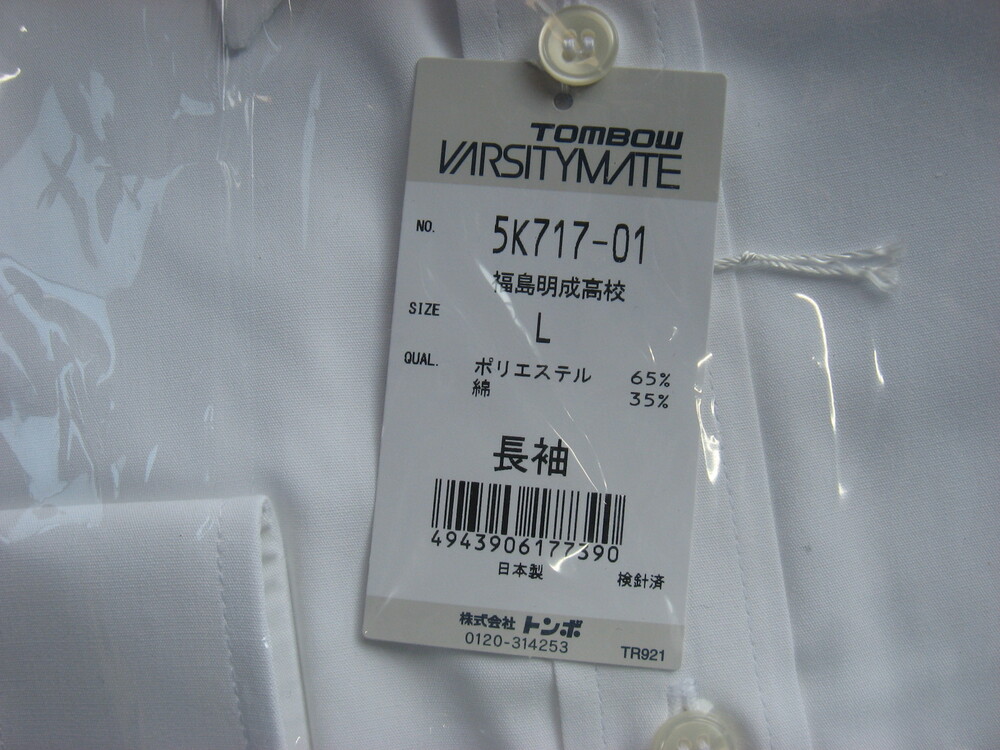 TOMBOW
VARSITYMATE
NO. 5K717-01
福島明成高校
SIZE L
QUAL. ポリエステル 65%
綿 35%
長袖
4943906177390
日本製 検針済
株式会社 トンボ
0120-314253 TR921